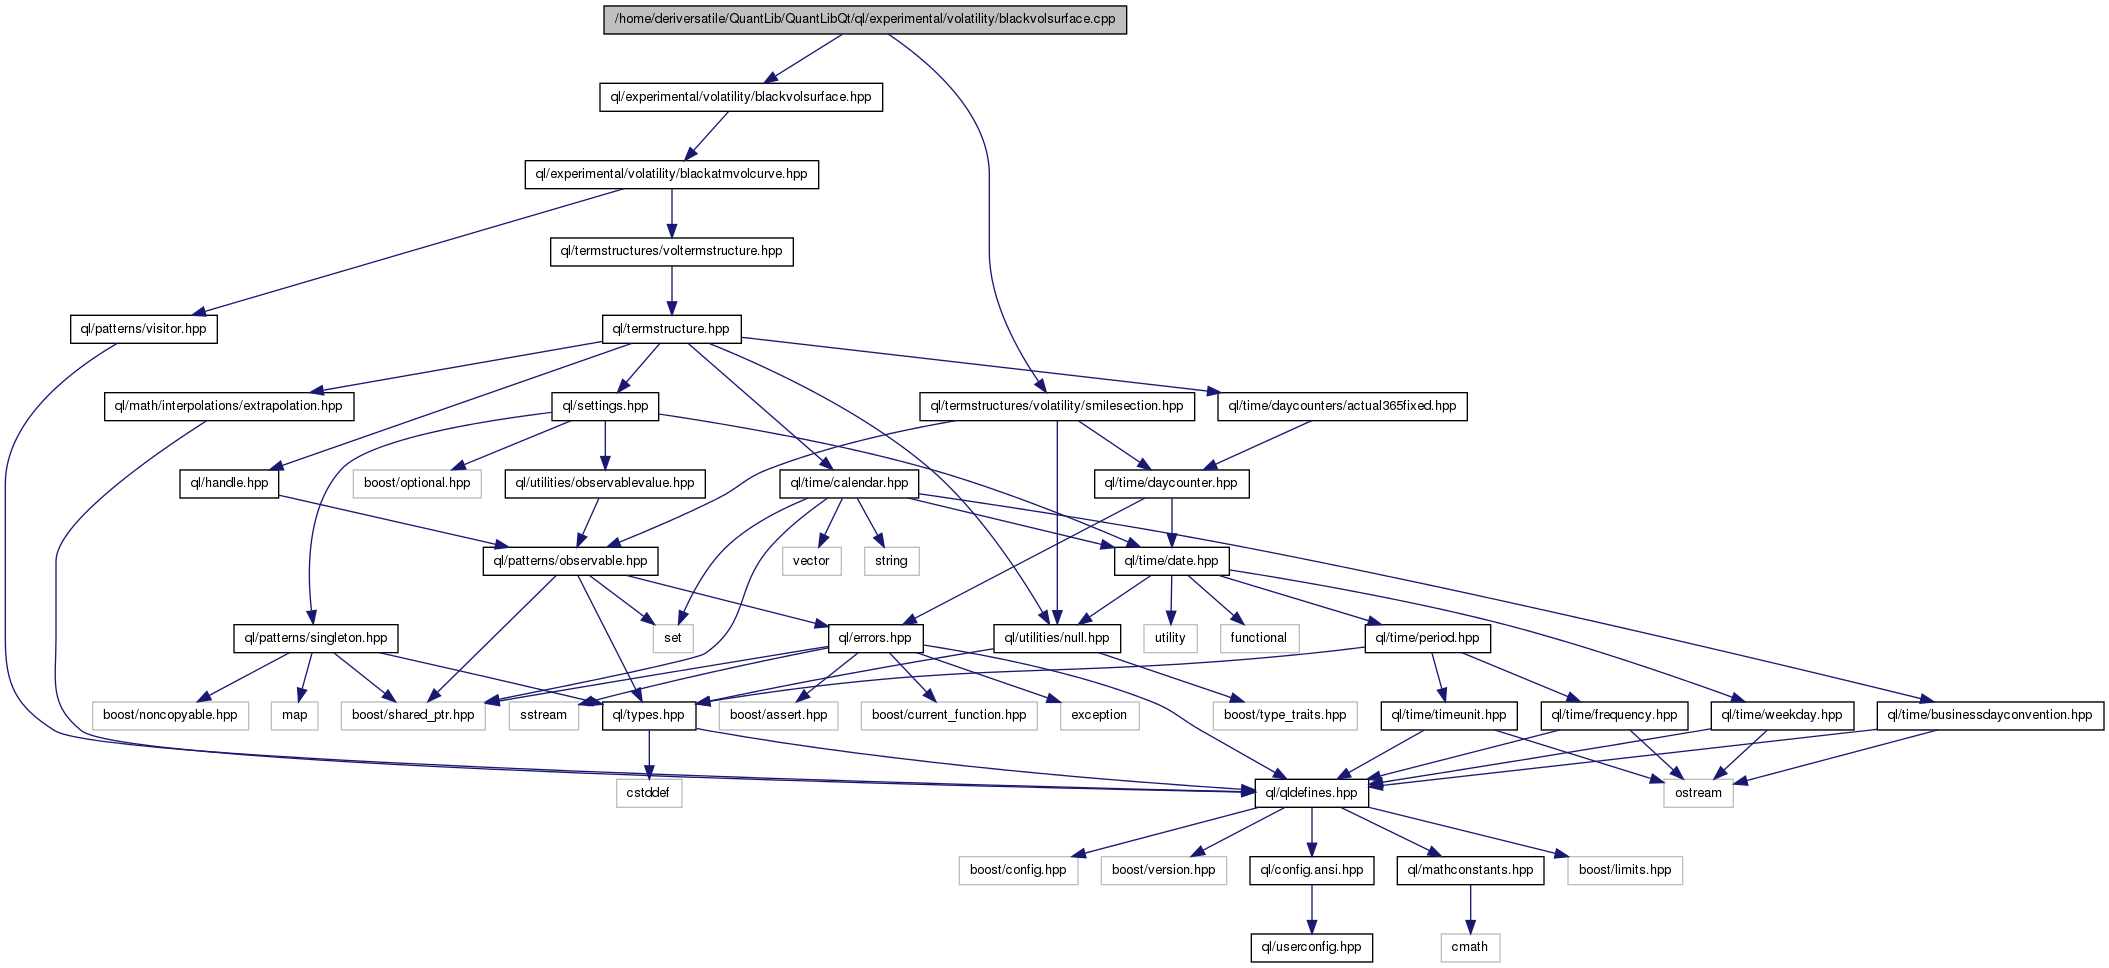 /home/deriversatile/QuantLib/QuantLibQt/ql/experimental/volatility/blackvolsurface.cpp
ql/experimental/volatility/blackvolsurface.hpp
ql/experimental/volatility/blackatmvolcurve.hpp
ql/termstructures/voltermstructure.hpp
ql/patterns/visitor.hpp
ql/termstructure.hpp
ql/math/interpolations/extrapolation.hpp
ql/settings.hpp
ql/termstructures/volatility/smilesection.hpp
ql/time/daycounters/actual365fixed.hpp
ql/handle.hpp
boost/optional.hpp
ql/utilities/observablevalue.hpp
ql/time/calendar.hpp
ql/time/daycounter.hpp
ql/patterns/observable.hpp
vector
string
ql/time/date.hpp
ql/patterns/singleton.hpp
set
ql/errors.hpp
ql/utilities/null.hpp
utility
functional
ql/time/period.hpp
boost/noncopyable.hpp
map
boost/shared_ptr.hpp
sstream
ql/types.hpp
boost/assert.hpp
boost/current_function.hpp
exception
boost/type_traits.hpp
ql/time/timeunit.hpp
ql/time/frequency.hpp
ql/time/weekday.hpp
ql/time/businessdayconvention.hpp
cstddef
ql/qldefines.hpp
ostream
boost/config.hpp
boost/version.hpp
ql/config.ansi.hpp
ql/mathconstants.hpp
boost/limits.hpp
ql/userconfig.hpp
cmath